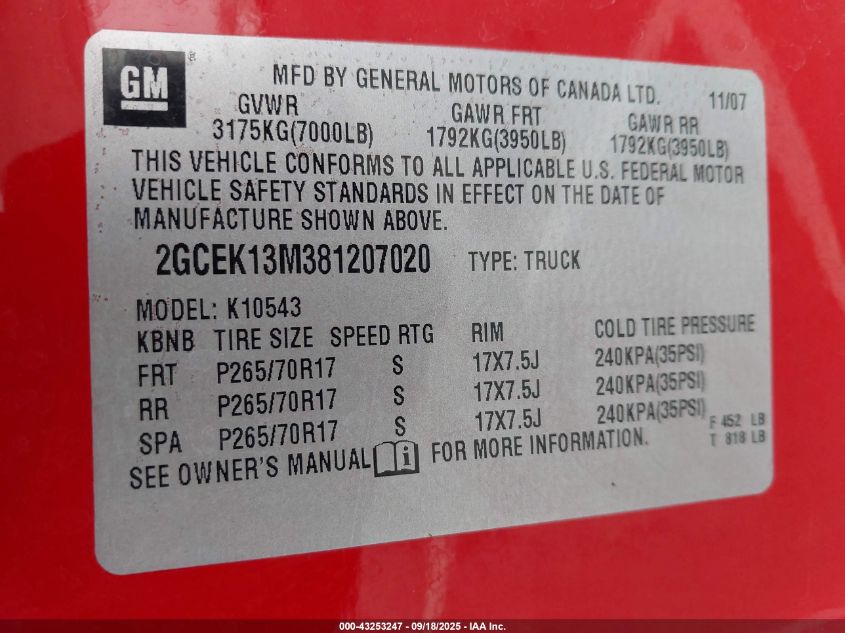 GM
MFD BY GENERAL MOTORS OF CANADA LTD. 11/07
GVWR GAWR FRT GAWR RR
3175KG(7000LB) 1792KG(3950LB) 1792KG(3950LB)
THIS VEHICLE CONFORMS TO ALL APPLICABLE U.S. FEDERAL MOTOR
VEHICLE SAFETY STANDARDS IN EFFECT ON THE DATE OF
MANUFACTURE SHOWN ABOVE.
2GCEK13M381207020 TYPE: TRUCK
MODEL: K10543
KBNB TIRE SIZE SPEED RTG RIM COLD TIRE PRESSURE
FRT P265/70R17 S 17X7.5J 240KPA(35PSI)
RR P265/70R17 S 17X7.5J 240KPA(35PSI)
SPA P265/70R17 S 17X7.5J 240KPA(35PSI)
F 452 LB
T 818 LB
SEE OWNER'S MANUAL i FOR MORE INFORMATION.
000-43253247 - 09/18/2025 - IAA Inc.